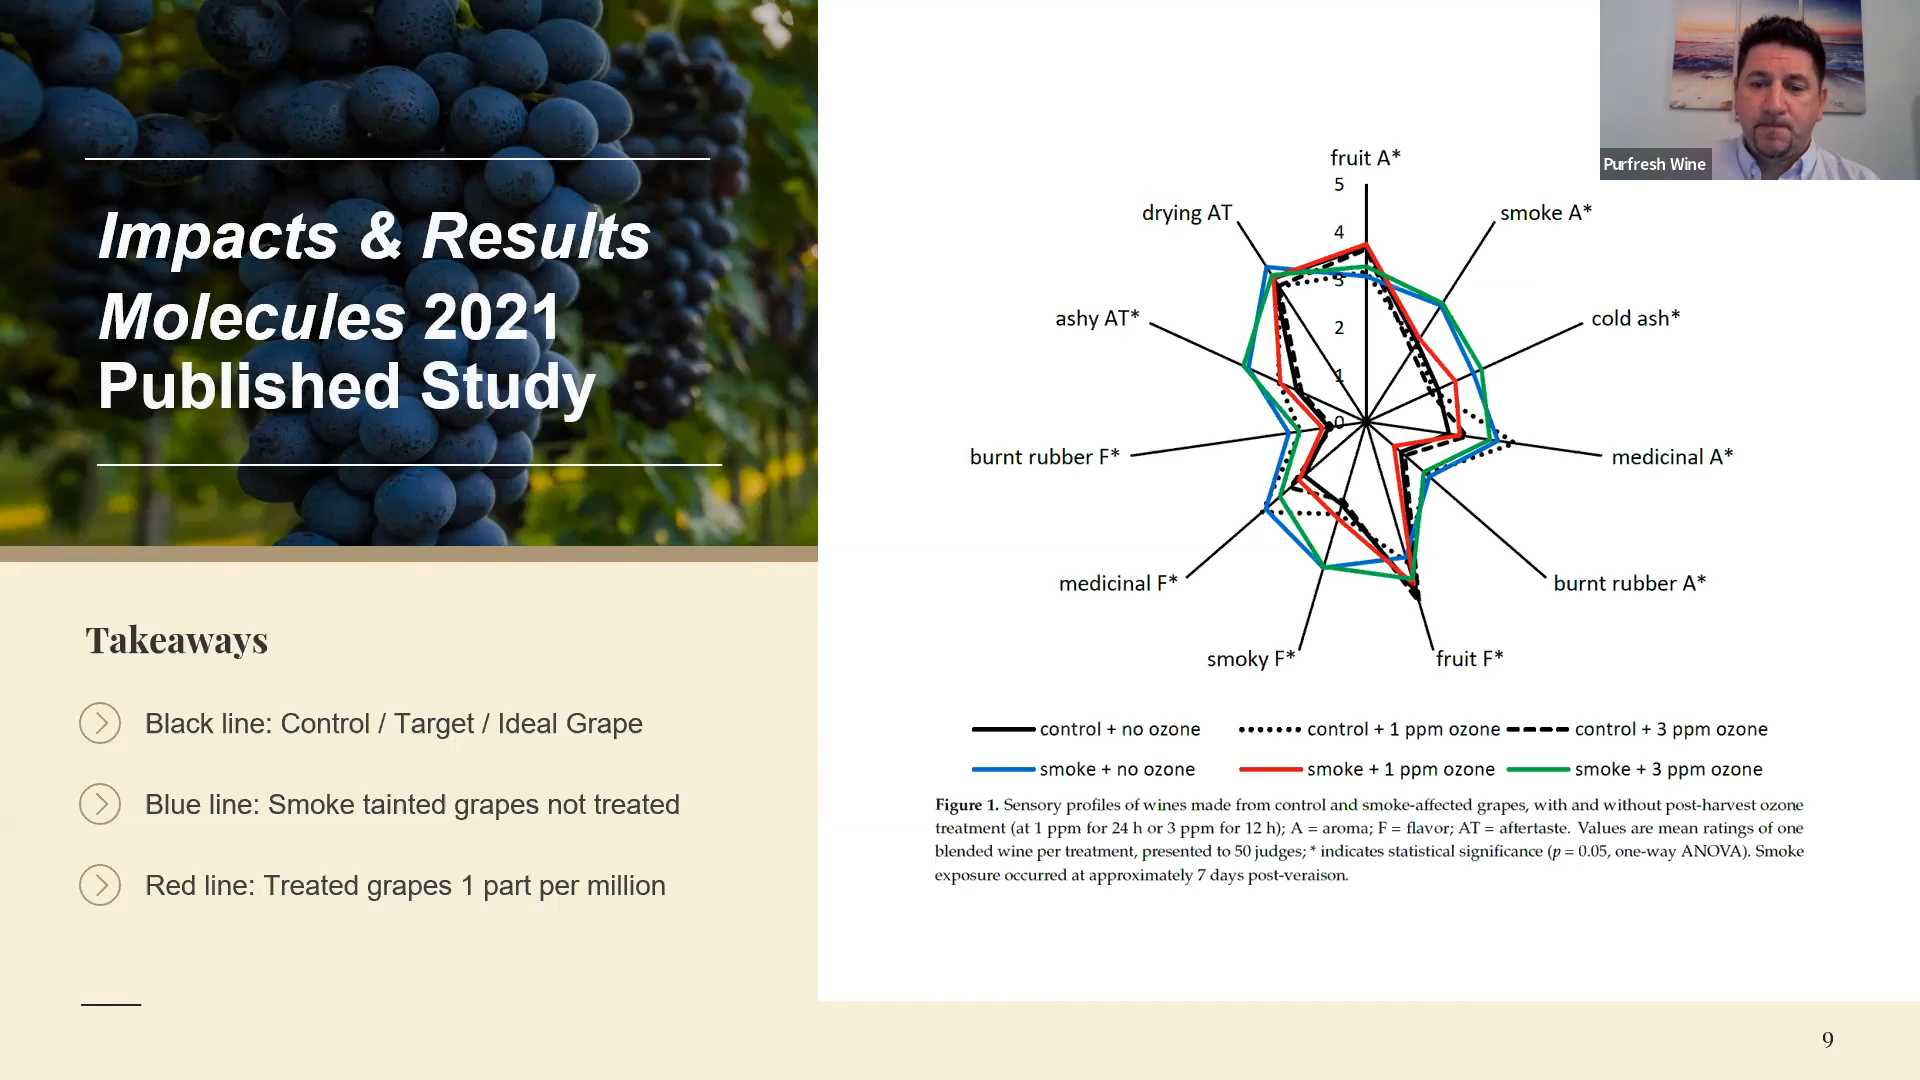 Impacts & Results
Molecules 2021
Published Study
Takeaways
Black line: Control / Target / Ideal Grape
Blue line: Smoke tainted grapes not treated
Red line: Treated grapes 1 part per million
Purfresh Wine
fruit A*
5
4
3
2
1
0
smoke A*
cold ash*
medicinal A*
burnt rubber A*
fruit F*
smoky F*
medicinal F*
burnt rubber F*
ashy AT*
drying AT
control + no ozone
control + 1 ppm ozone
control + 3 ppm ozone
smoke + no ozone
smoke + 1 ppm ozone
smoke + 3 ppm ozone
Figure 1. Sensory profiles of wines made from control and smoke-affected grapes, with and without post-harvest ozone
treatment (at 1 ppm for 24 h or 3 ppm for 12 h); A = aroma; F = flavor; AT = aftertaste. Values are mean ratings of one
blended wine per treatment, presented to 50 judges; * indicates statistical significance (p = 0.05, one-way ANOVA). Smoke
exposure occurred at approximately 7 days post-veraison.
9